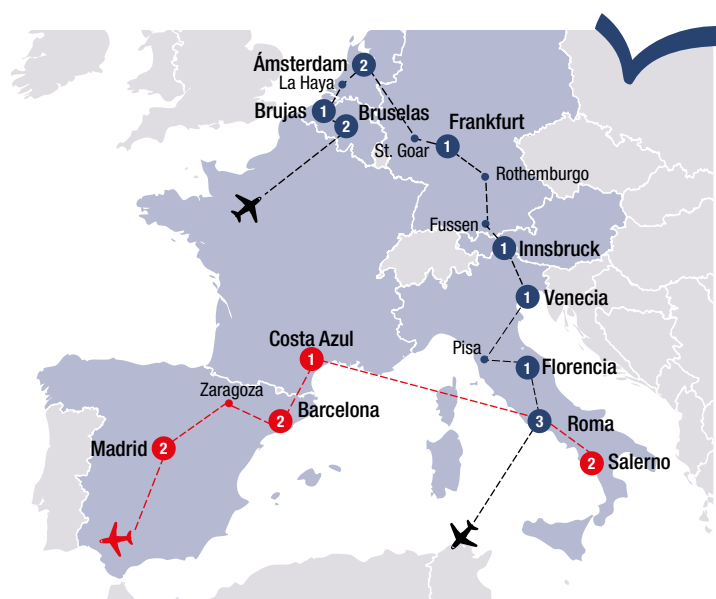 Ámsterdam 2
La Haya
Brujas 1
Bruselas
2
Frankfurt
1
St. Goar
Rothemburgo
Fussen
1 Innsbruck
1 Venecia
Costa Azul
1
Pisa
1 Florencia
Zaragoza
Barcelona
2
3 Roma
Madrid 2
2 Salerno